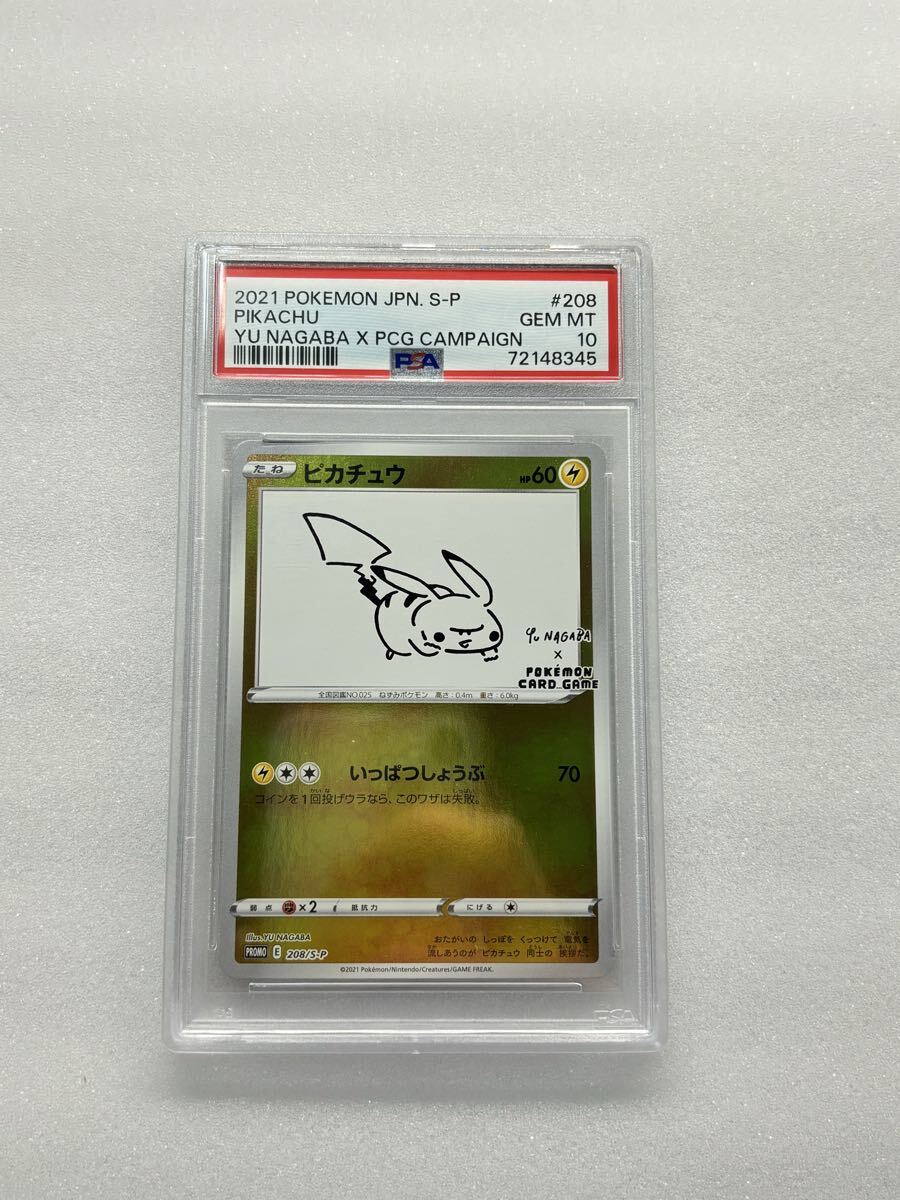 2021 POKEMON JPN. S-P #208
PIKACHU GEM MT
YU NAGABA X PCG CAMPAIGN 10
PSA 72148345
たね ピカチュウ HP60
YU NAGABA
×
POKÉMON
CARD GAME
全国図鑑NO.025 ねずみポケモン 高さ:0.4m 重さ:6.0kg
いっぱつしょうぶ 70
コインを1回投げウラなら、このワザは失敗。
弱点 ×2 抵抗力 にげる
Illus. YU NAGABA
PROMO E 208/S-P
おたがいの しっぽを くっつけて 電気を
流しあうのが ピカチュウ 同士の 挨拶だ。
©2021 Pokémon/Nintendo/Creatures/GAME FREAK.
PSA